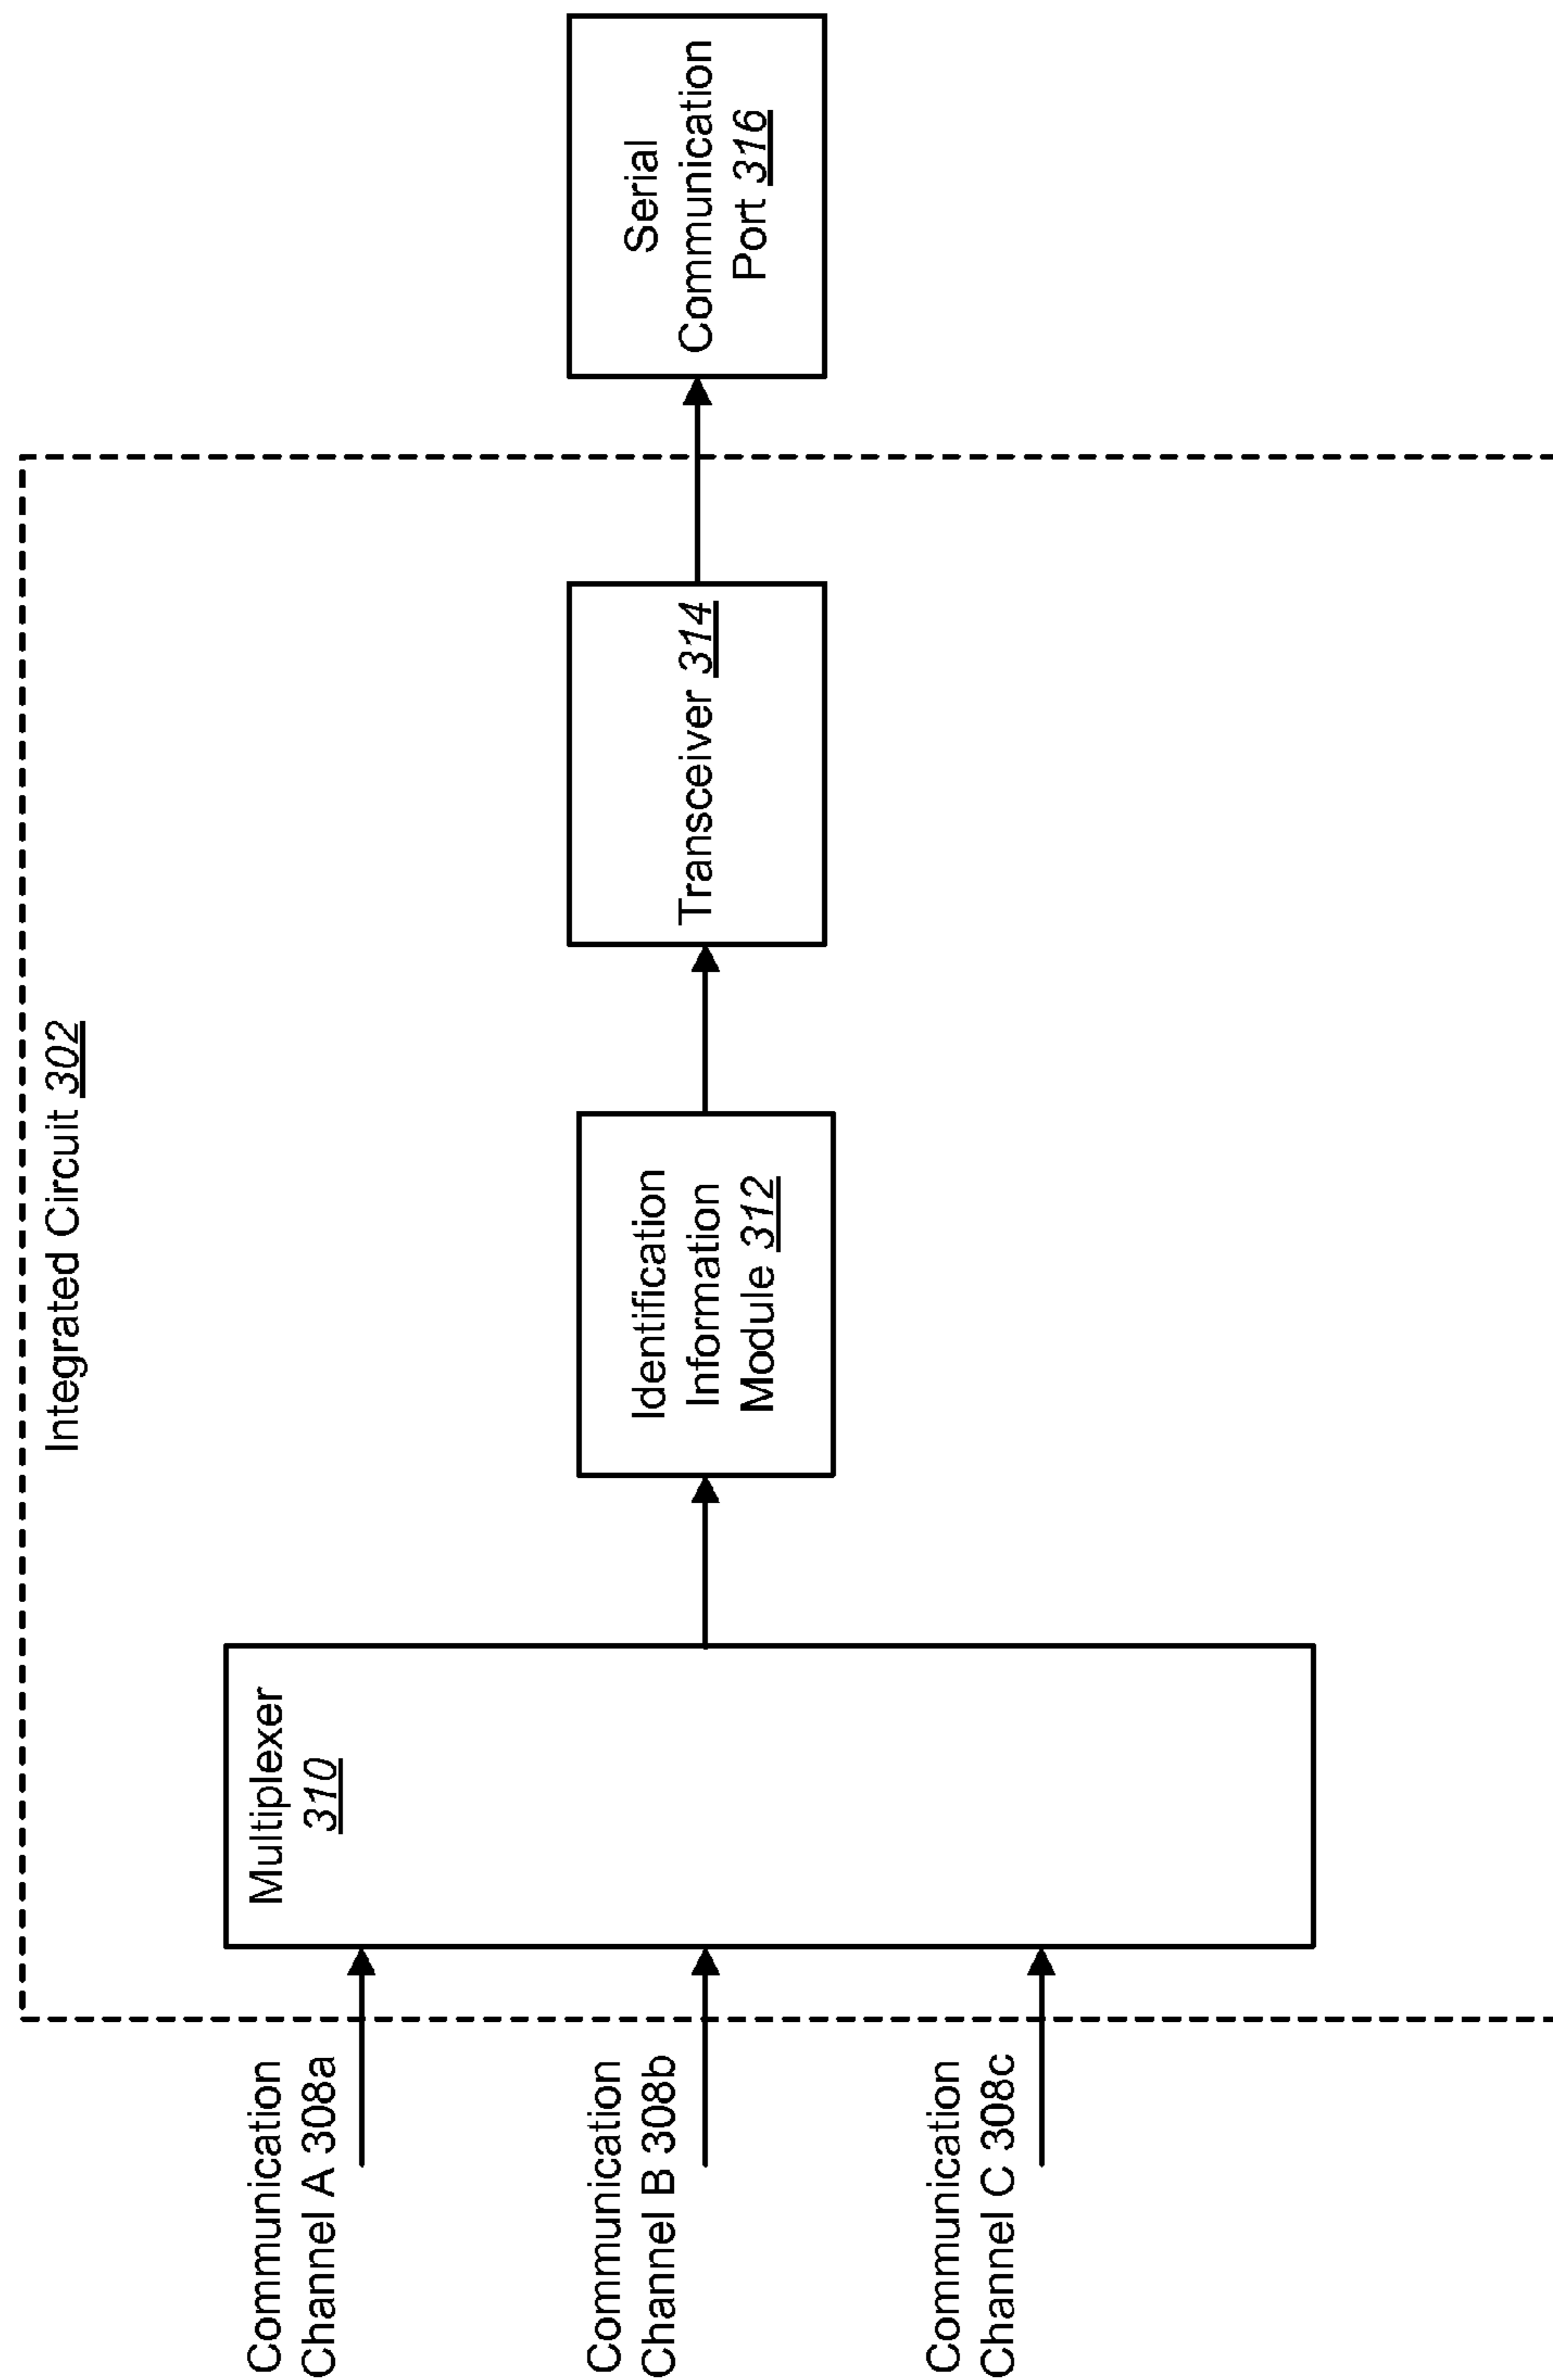 Integrated Circuit 302
Communication
Channel A 308a
Communication
Channel B 308b
Communication
Channel C 308c
Multiplexer
310
Identification
Information
Module 312
Transceiver 314
Serial
Communication
Port 316